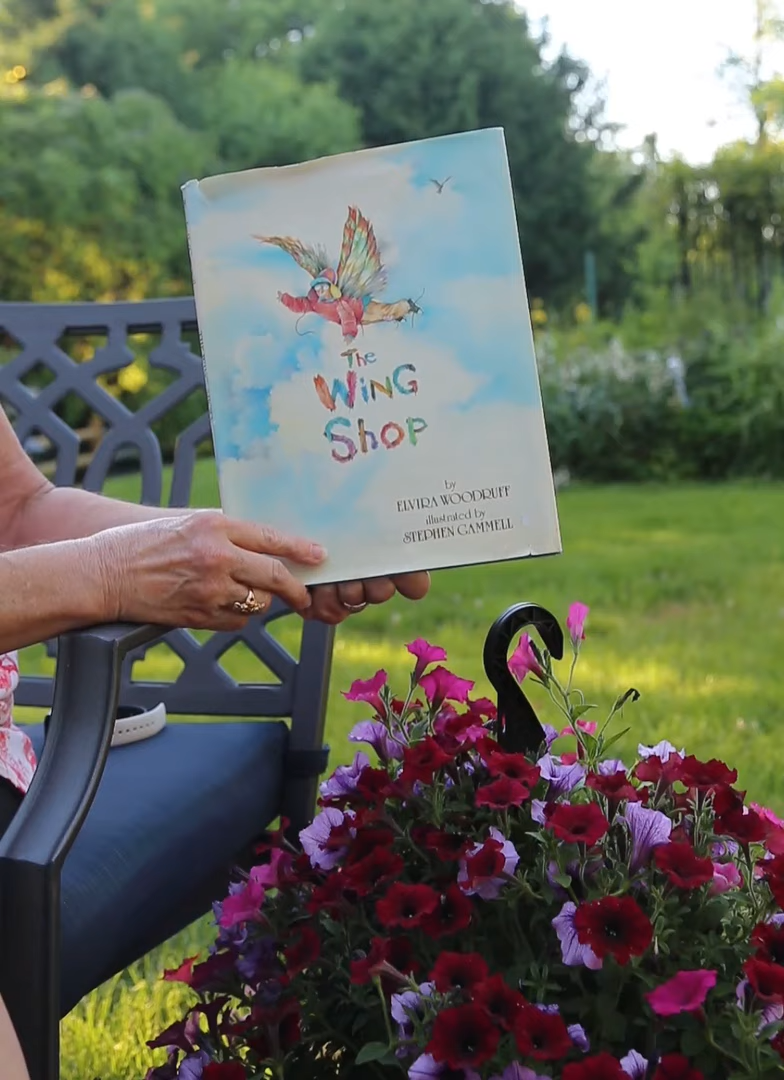 The
WiNG
Shop
by
ELVIRA WOODRUFF
illustrated by
STEPHEN GAMMELL